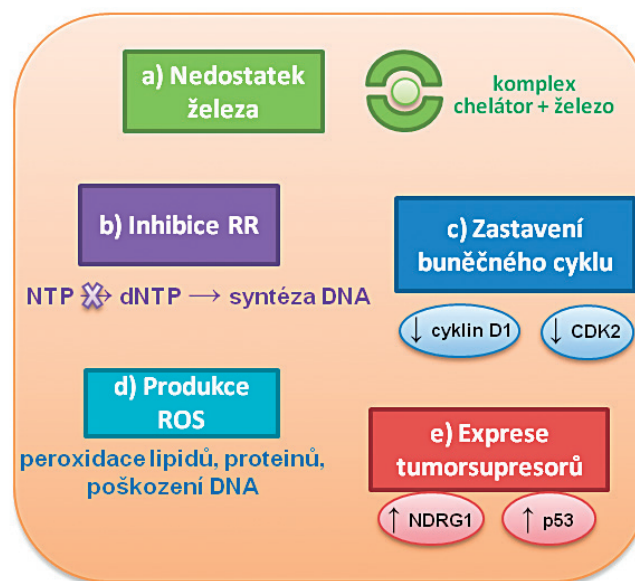 a) Nedostatek
železa
komplex
chelátor + železo
b) Inhibice RR
NTP → dNTP → syntéza DNA
c) Zastavení
buněčného cyklu
↓ cyklin D1
↓ CDK2
d) Produkce
ROS
peroxidace lipidů, proteinů,
poškození DNA
e) Exprese
tumorsupresorů
↑ NDRG1
↑ p53